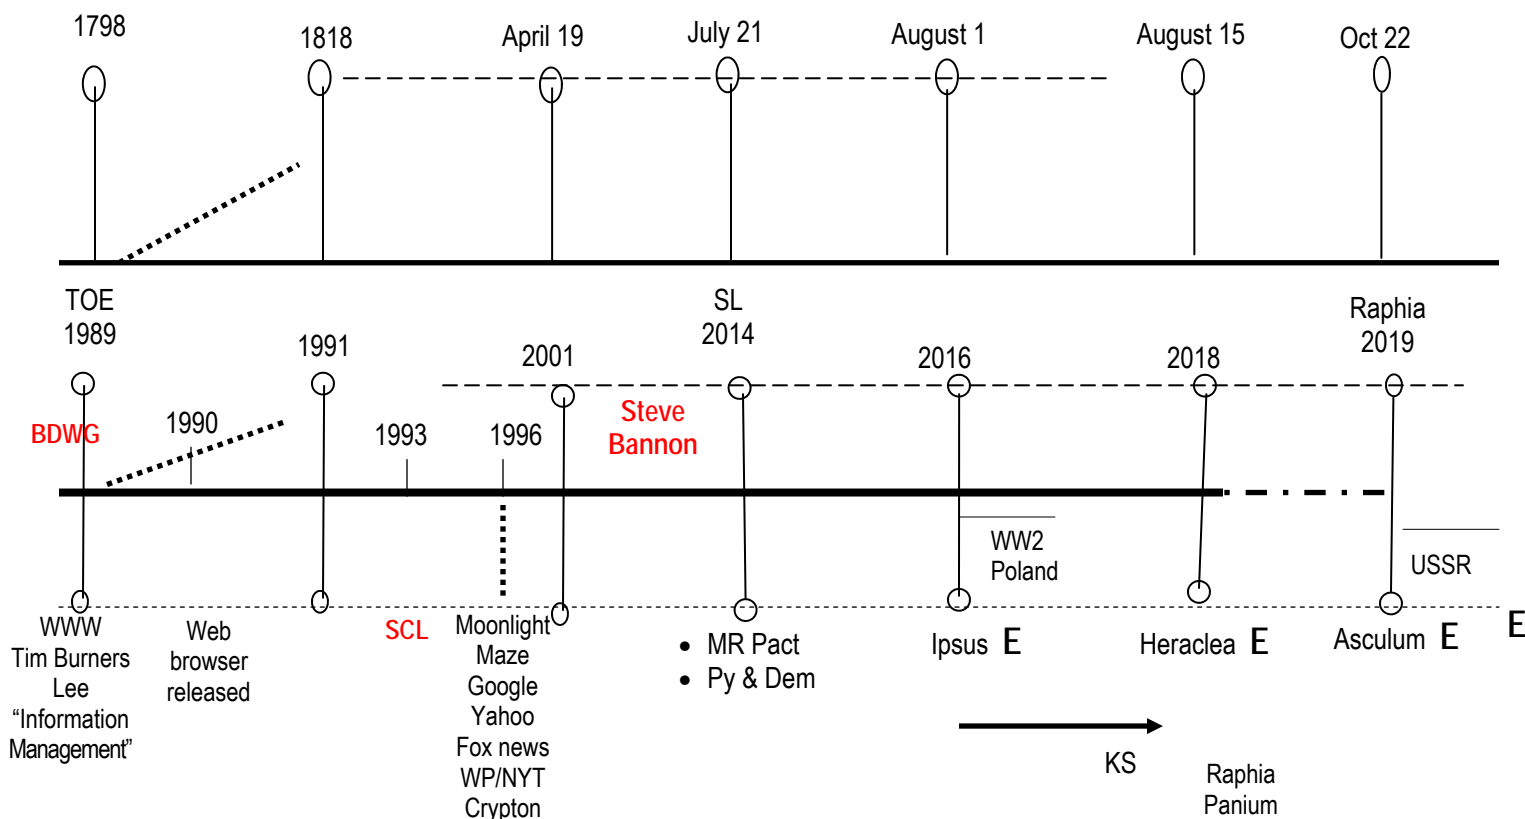 1798
1818
April 19
July 21
August 1
August 15
Oct 22
TOE
1989
1991
2001
SL
2014
2016
2018
Raphia
2019
BDWG
1990
1993
1996
Steve
Bannon
WW2
Poland
USSR
WWW
Tim Burners
Lee
“Information
Management”
Web
browser
released
SCL
Moonlight
Maze
Google
Yahoo
Fox news
WP/NYT
Crypton
• MR Pact
• Py & Dem
Ipsus E
Heraclea E
Asculum E
E
KS
Raphia
Panium